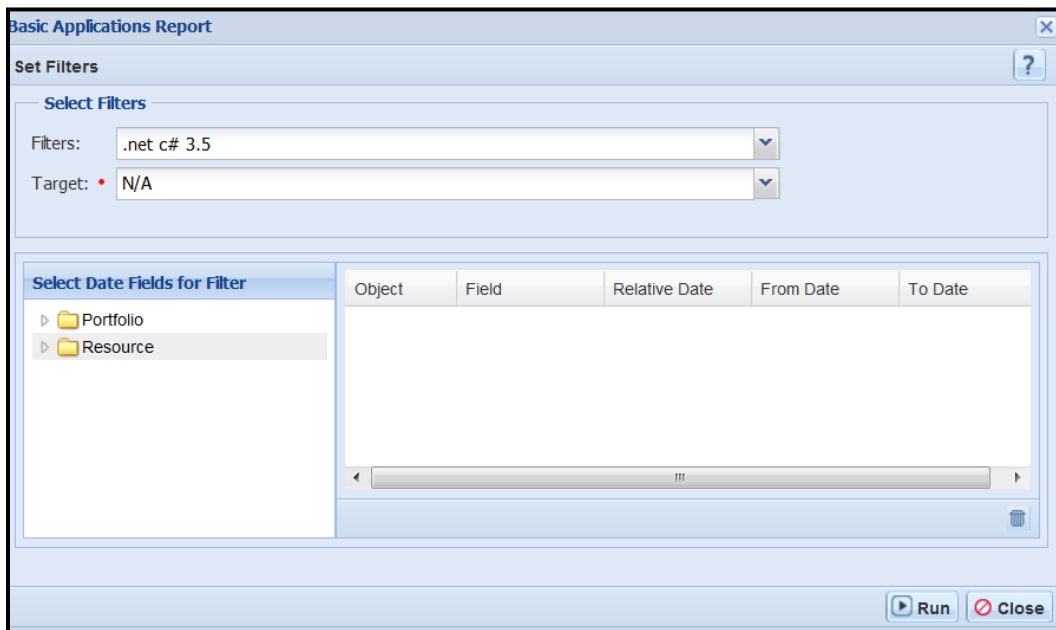 Basic Applications Report
Set Filters
?
Select Filters
Filters: .net c# 3.5
Target: • N/A
Select Date Fields for Filter
Object Field Relative Date From Date To Date
Portfolio
Resource
Run Close